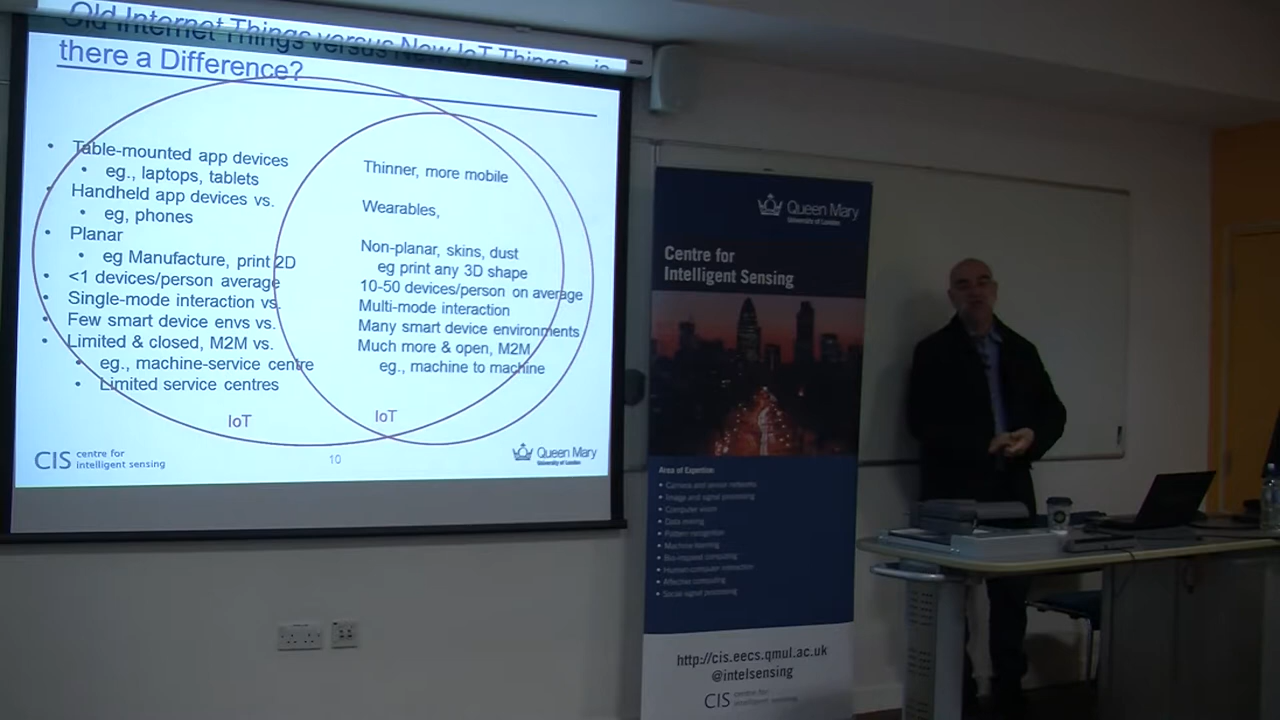 Old Internet Things versus New IoT Things - is
there a Difference?
• Table-mounted app devices
• eg., laptops, tablets
• Handheld app devices vs.
• eg, phones
• Planar
• eg Manufacture, print 2D
• <1 devices/person average
• Single-mode interaction vs.
• Few smart device envs vs.
• Limited & closed, M2M vs.
• eg., machine-service centre
• Limited service centres
IoT
Thinner, more mobile
Wearables,
Non-planar, skins, dust
eg print any 3D shape
10-50 devices/person on average
Multi-mode interaction
Many smart device environments
Much more & open, M2M
eg., machine to machine
IoT
CIS centre for
intelligent sensing
10
Queen Mary
University of London
Queen Mary
University of London
Centre for
Intelligent Sensing
Area of Expertise
• Camera and sensor networks
• Image and signal processing
• Computer vision
• Data mining
• Pattern recognition
• Machine learning
• Bio-inspired computing
• Human-computer interaction
• Affective computing
• Social signal processing
http://cis.eecs.qmul.ac.uk
@intelsensing
CIS centre for
intelligent sensing